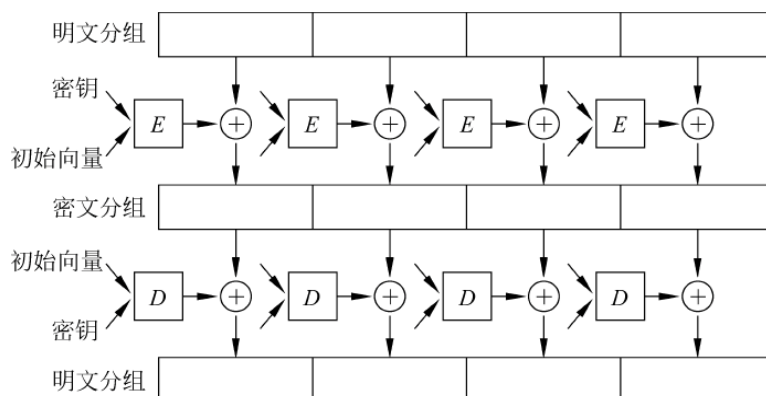 明文分组
密钥
E + E + E + E +
初始向量
密文分组
初始向量
D + D + D + D +
密钥
明文分组